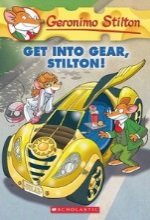 Geronimo Stilton
GET INTO GEAR,
STILTON!
SCHOLASTIC